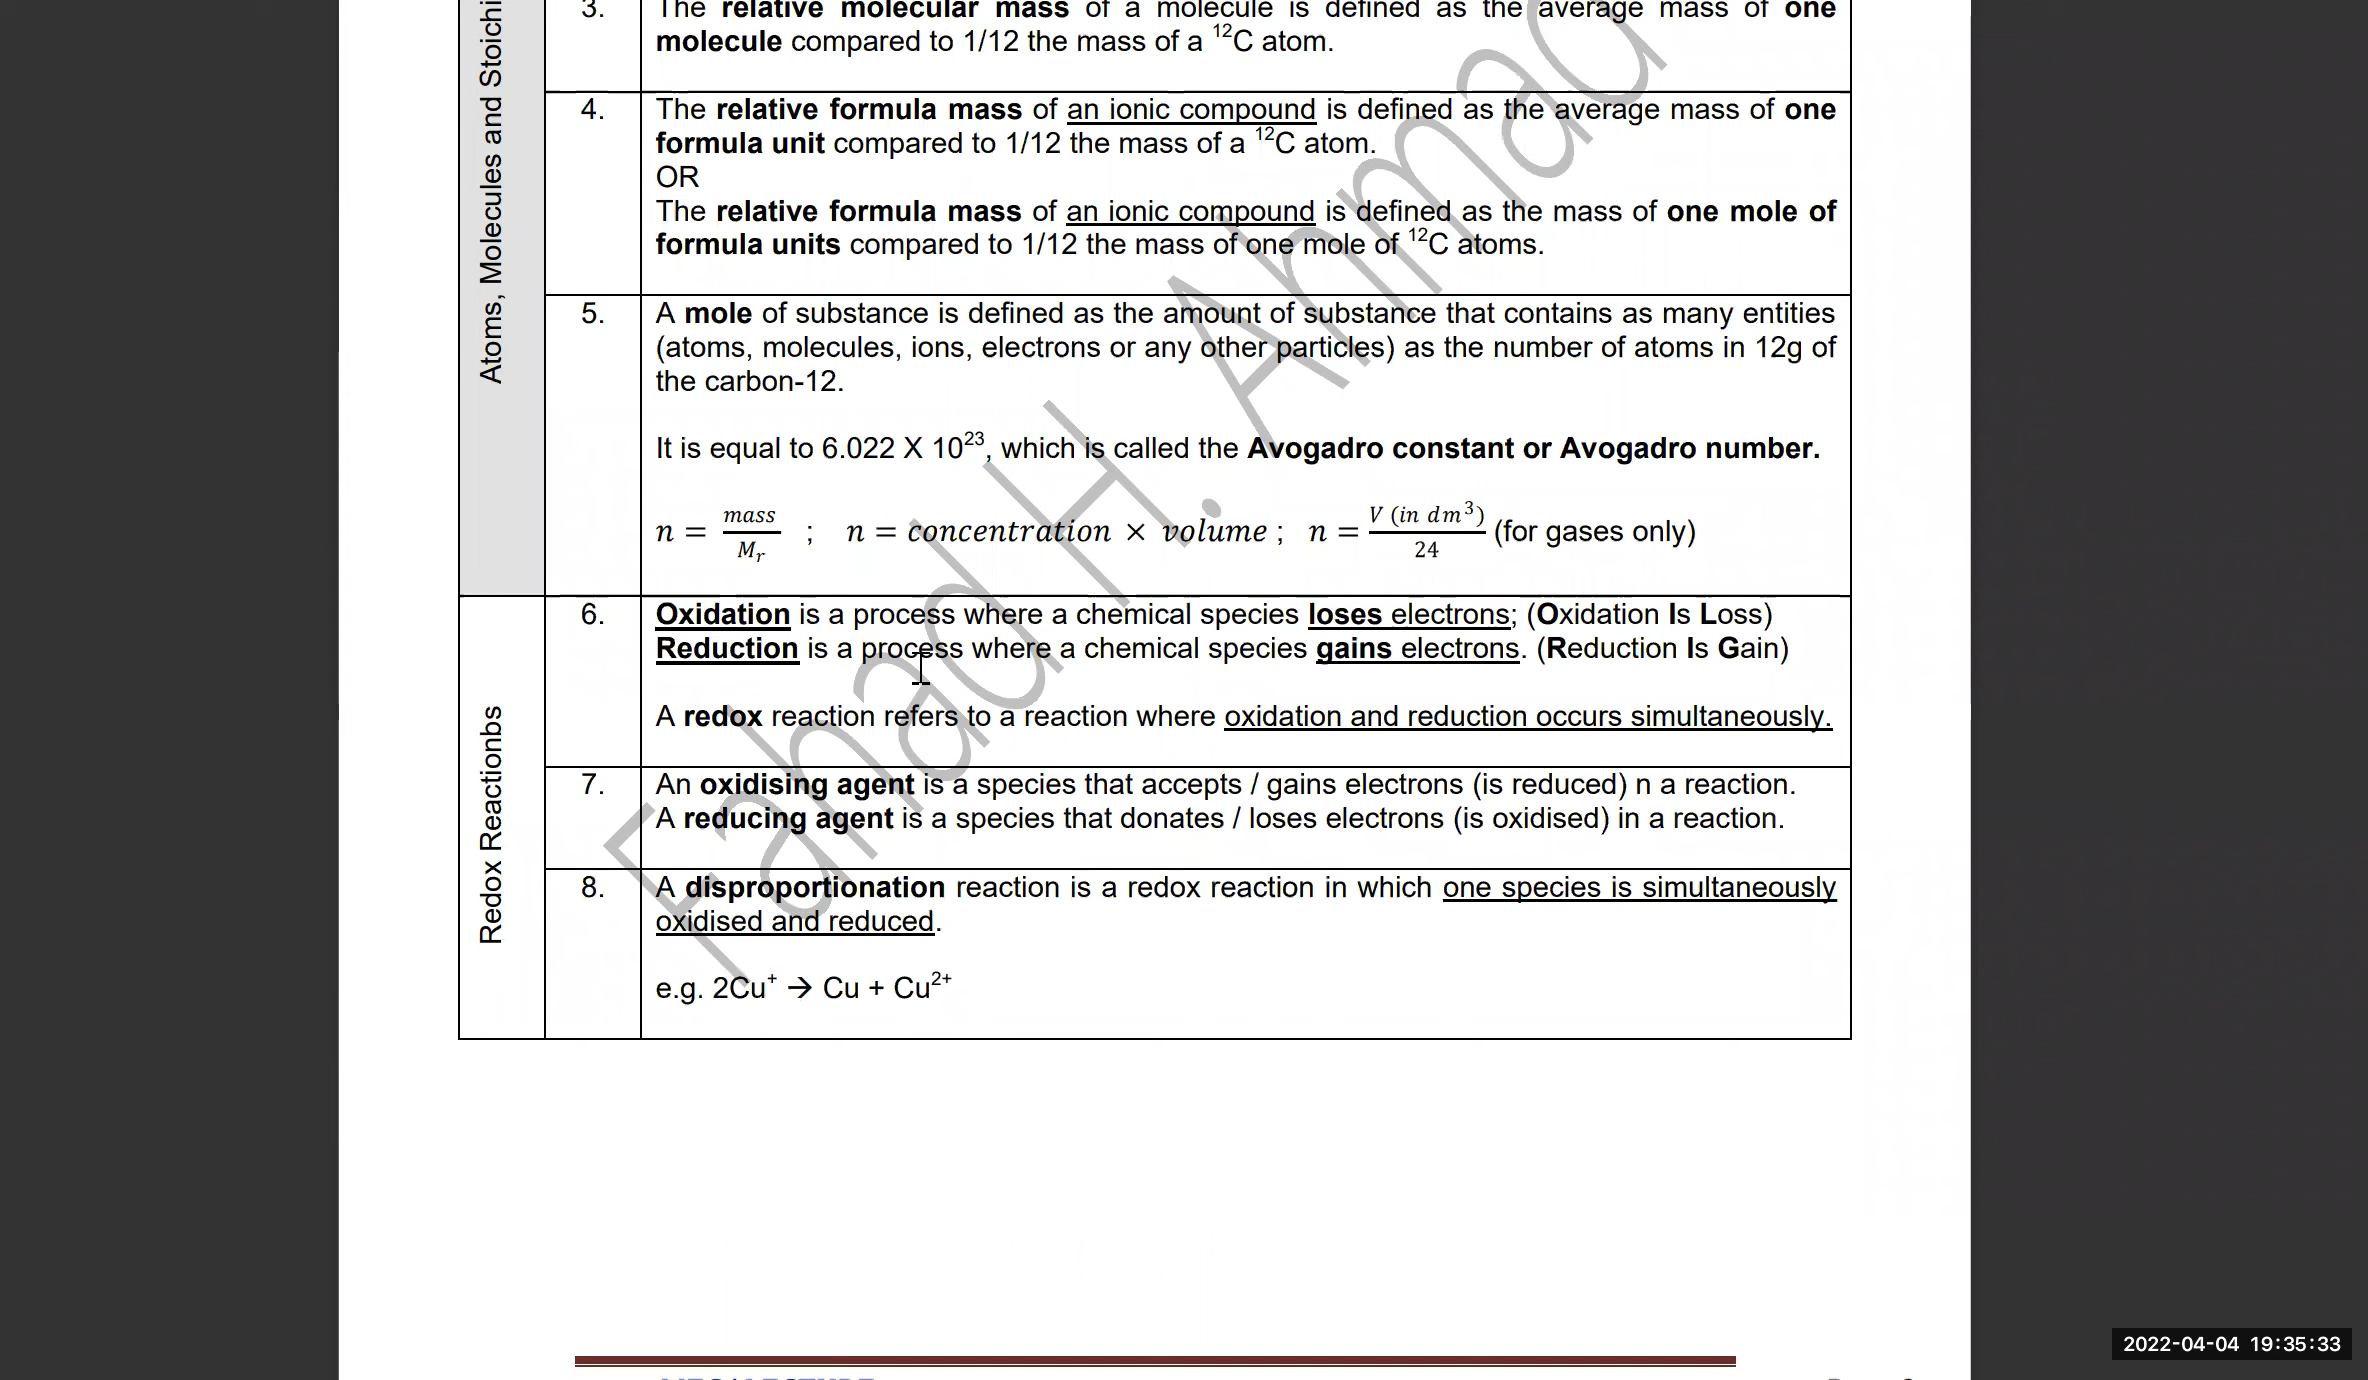 Atoms, Molecules and Stoichi
3. The relative molecular mass of a molecule is defined as the average mass of one
molecule compared to 1/12 the mass of a ¹²C atom.
4. The relative formula mass of an ionic compound is defined as the average mass of one
formula unit compared to 1/12 the mass of a ¹²C atom.
OR
The relative formula mass of an ionic compound is defined as the mass of one mole of
formula units compared to 1/12 the mass of one mole of ¹²C atoms.
5. A mole of substance is defined as the amount of substance that contains as many entities
(atoms, molecules, ions, electrons or any other particles) as the number of atoms in 12g of
the carbon-12.
It is equal to 6.022 X 10²³, which is called the Avogadro constant or Avogadro number.
n = mass / Mᵣ ; n = concentration × volume ; n = V (in dm³) / 24 (for gases only)
Redox Reactionbs
6. Oxidation is a process where a chemical species loses electrons; (Oxidation Is Loss)
Reduction is a process where a chemical species gains electrons. (Reduction Is Gain)
A redox reaction refers to a reaction where oxidation and reduction occurs simultaneously.
7. An oxidising agent is a species that accepts / gains electrons (is reduced) n a reaction.
A reducing agent is a species that donates / loses electrons (is oxidised) in a reaction.
8. A disproportionation reaction is a redox reaction in which one species is simultaneously
oxidised and reduced.
e.g. 2Cu⁺ → Cu + Cu²⁺
Fahad H. Ahmad
2022-04-04 19:35:33